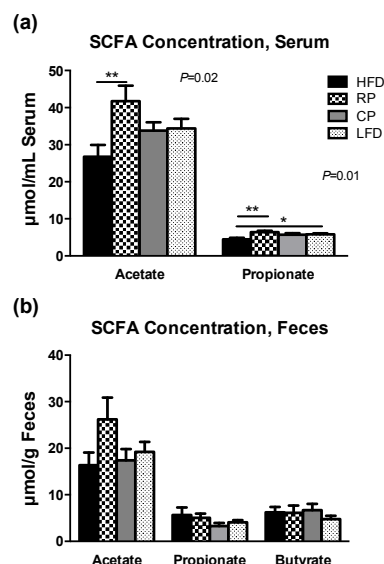 (a)
SCFA Concentration, Serum
50
40
30
20
10
0
µmol/mL Serum
**
P=0.02
HFD
RP
CP
LFD
P=0.01
**
*
Acetate
Propionate
(b)
SCFA Concentration, Feces
40
30
20
10
0
µmol/g Feces
Acetate
Propionate
Butyrate